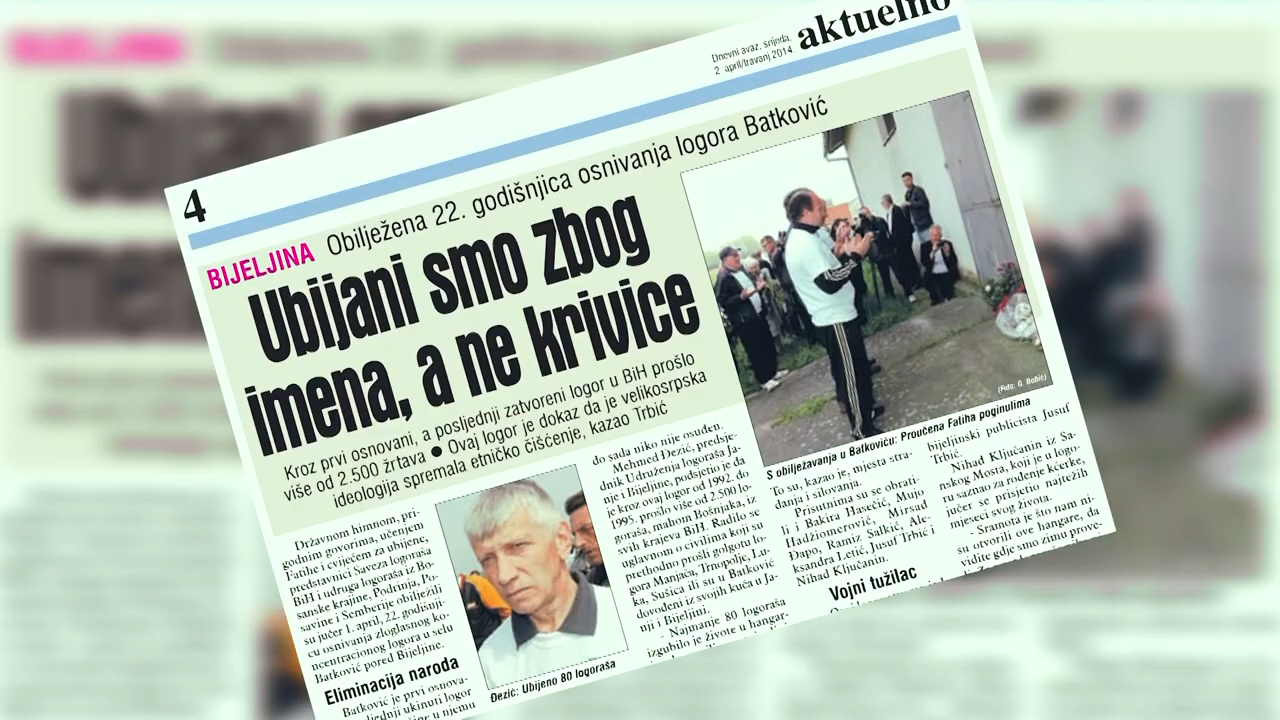 aktuelno
Dnevni avaz, srijeda,
2. april/travanj 2014.
4
BIJELJINA Obilježena 22. godišnjica osnivanja logora Batković
Ubijani smo zbog
imena, a ne krivice
Kroz prvi osnovani, a posljednji zatvoreni logor u BiH prošlo
više od 2.500 žrtava ● Ovaj logor je dokaz da je velikosrpska
ideologija spremala etničko čišćenje, kazao Trbić
(Foto: G. Bobić)
S obilježavanja u Batkoviću: Proučena Fatiha poginulima
Državnom himnom, pri-
godnim govorima, učenjem
Fatihe i cvijećem za ubijene,
predstavnici Saveza logoraša
BiH i udruga logoraša iz Bo-
sanske krajine, Podrinja, Po-
savine i Semberije obilježili
su jučer 1. april, 22. godišnji-
cu osnivanja zloglasnog ko-
ncentracionog logora u selu
Batković pored Bijeljine.
Eliminacija naroda
Batković je prvi osnova-
ljednji ukinuti logor
u njemu
Đezić: Ubijeno 80 logoraša
do sada niko nije osuđen.
Mehmed Đezić, predsje-
dnik Udruženja logoraša Ja-
nje i Bijeljine, podsjetio je da
je kroz ovaj logor od 1992. do
1995. prošlo više od 2.500 lo-
goraša, mahom Bošnjaka, iz
svih krajeva BiH. Radilo se
uglavnom o civilima koji su
prethodno prošli golgotu lo-
gora Manjača, Trnopolje, Lu-
ka, Sušica ili su u Batković
dovođeni iz svojih kuća u Ja-
nji i Bijeljini.
- Najmanje 80 logoraša
izgubilo je živote u hangar-
To su, kazao je, mjesta stra-
danja i silovanja.
Prisutnima su se obrati-
li i Bakira Hasečić, Mujo
Hadžiomerović, Mirsad
Đapo, Ramiz Salkić, Ale-
ksandra Letić, Jusuf Trbić i
Nihad Ključanin.
Vojni tužilac
bijeljinski publicista Jusuf
Trbić.
Nihad Ključanin iz Sa-
nskog Mosta, koji je u logo-
ru saznao za rođenje kćerke,
jučer se prisjetio najtežih
mjeseci svog života.
- Sramota je što nam ni-
su otvorili ove hangare, da
vidite gdje smo zimu prove-